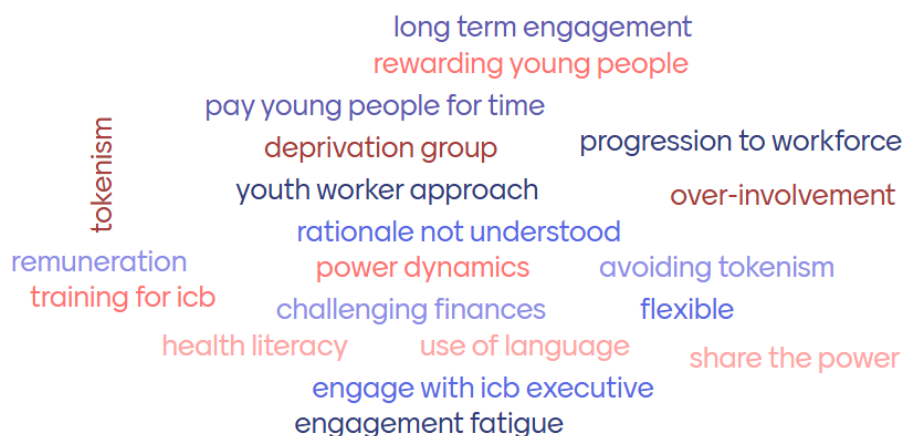 long term engagement
rewarding young people
pay young people for time
tokenism
deprivation group
progression to workforce
youth worker approach
over-involvement
rationale not understood
remuneration
power dynamics
avoiding tokenism
training for icb
challenging finances
flexible
health literacy
use of language
share the power
engage with icb executive
engagement fatigue